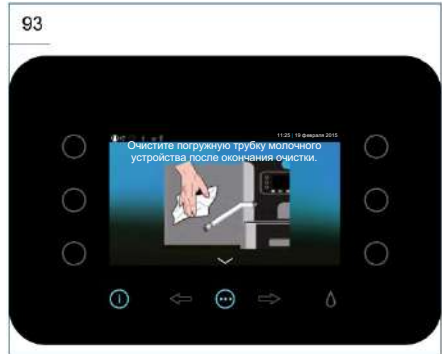 93
11:25 | 19 февраля 2015
Очистите погружную трубку молочного
устройства после окончания очистки.